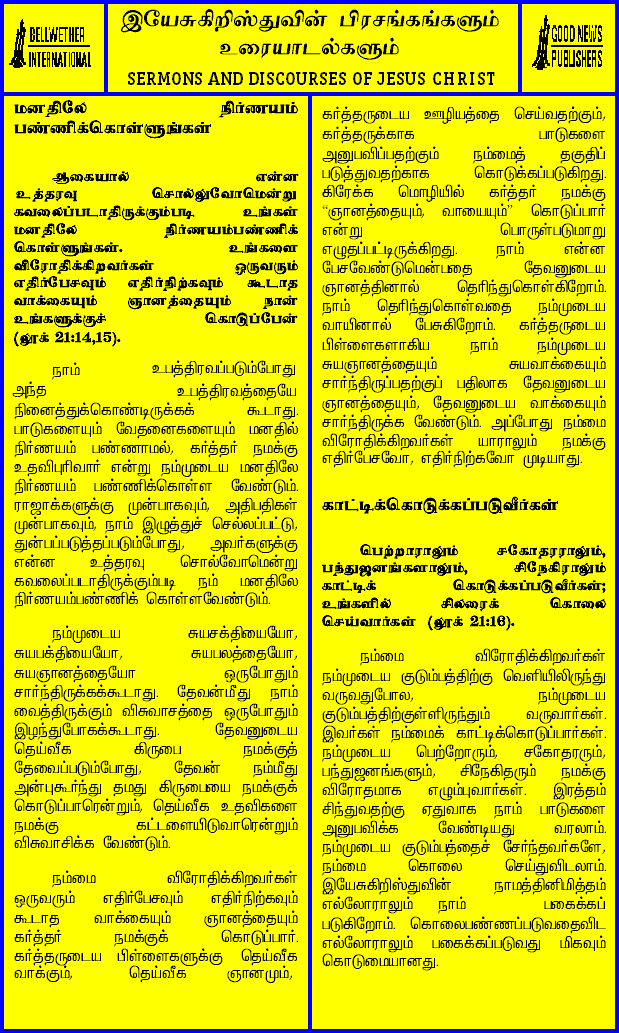 BELLWETHER
INTERNATIONAL
இயேசுகிறிஸ்துவின் பிரசங்கங்களும்
உரையாடல்களும்
SERMONS AND DISCOURSES OF JESUS CHRIST
GOOD NEWS
PUBLISHERS
மனதிலே நிர்ணயம்
பண்ணிக்கொள்ளுங்கள்
ஆகையால் என்ன
உத்தரவு சொல்லுவோமென்று
கவலைப்படாதிருக்கும்படி உங்கள்
மனதிலே நிர்ணயம்பண்ணிக்
கொள்ளுங்கள். உங்களை
விரோதிக்கிறவர்கள் ஒருவரும்
எதிர்பேசவும் எதிர்நிற்கவும் கூடாத
வாக்கையும் ஞானத்தையும் நான்
உங்களுக்குச் கொடுப்பேன்
(லூக் 21:14,15).
நாம் உபத்திரவப்படும்போது
அந்த உபத்திரவத்தையே
நினைத்துக்கொண்டிருக்கக் கூடாது.
பாடுகளையும் வேதனைகளையும் மனதில்
நிர்ணயம் பண்ணாமல், கர்த்தர் நமக்கு
உதவிபுரிவார் என்று நம்முடைய மனதிலே
நிர்ணயம் பண்ணிக்கொள்ள வேண்டும்.
ராஜாக்களுக்கு முன்பாகவும், அதிபதிகள்
முன்பாகவும், நாம் இழுத்துச் செல்லப்பட்டு,
துன்பப்படுத்தப்படும்போது, அவர்களுக்கு
என்ன உத்தரவு சொல்வோமென்று
கவலைப்படாதிருக்கும்படி நம் மனதிலே
நிர்ணயம்பண்ணிக் கொள்ளவேண்டும்.
நம்முடைய சுயசக்தியையோ,
சுயபக்தியையோ, சுயபலத்தையோ,
சுயஞானத்தையோ ஒருபோதும்
சார்ந்திருக்கக்கூடாது. தேவன்மீது நாம்
வைத்திருக்கும் விசுவாசத்தை ஒருபோதும்
இழந்துபோகக்கூடாது. தேவனுடைய
தெய்வீக கிருபை நமக்குத்
தேவைப்படும்போது, தேவன் நம்மீது
அன்புகூர்ந்து தமது கிருபையை நமக்குக்
கொடுப்பாரென்றும், தெய்வீக உதவிகளை
நமக்கு கட்டளையிடுவாரென்றும்
விசுவாசிக்க வேண்டும்.
நம்மை விரோதிக்கிறவர்கள்
ஒருவரும் எதிர்பேசவும் எதிர்நிற்கவும்
கூடாத வாக்கையும் ஞானத்தையும்
கர்த்தர் நமக்குக் கொடுப்பார்.
கர்த்தருடைய பிள்ளைகளுக்கு தெய்வீக
வாக்கும், தெய்வீக ஞானமும்,
கர்த்தருடைய ஊழியத்தை செய்வதற்கும்,
கர்த்தருக்காக பாடுகளை
அனுபவிப்பதற்கும் நம்மைத் தகுதிப்
படுத்துவதற்காக கொடுக்கப்படுகிறது.
கிரேக்க மொழியில் கர்த்தர் நமக்கு
“ஞானத்தையும், வாயையும்” கொடுப்பார்
என்று பொருள்படுமாறு
எழுதப்பட்டிருக்கிறது. நாம் என்ன
பேசவேண்டுமென்பதை தேவனுடைய
ஞானத்தினால் தெரிந்துகொள்கிறோம்.
நாம் தெரிந்துகொள்வதை நம்முடைய
வாயினால் பேசுகிறோம். கர்த்தருடைய
பிள்ளைகளாகிய நாம் நம்முடைய
சுயஞானத்தையும் சுயவாக்கையும்
சார்ந்திருப்பதற்குப் பதிலாக தேவனுடைய
ஞானத்தையும், தேவனுடைய வாக்கையும்
சார்ந்திருக்க வேண்டும். அப்போது நம்மை
விரோதிக்கிறவர்கள் யாராலும் நமக்கு
எதிர்பேசவோ, எதிர்நிற்கவோ முடியாது.
காட்டிக்கொடுக்கப்படுவீர்கள்
பெற்றாராலும் சகோதரராலும்,
பந்துஜனங்களாலும், சிநேகிராலும்
காட்டிக் கொடுக்கப்படுவீர்கள்;
உங்களில் சிலரைக் கொலை
செய்வார்கள் (லூக் 21:16).
நம்மை விரோதிக்கிறவர்கள்
நம்முடைய குடும்பத்திற்கு வெளியிலிருந்து
வருவதுபோல, நம்முடைய
குடும்பத்திற்குள்ளிருந்தும் வருவார்கள்.
இவர்கள் நம்மைக் காட்டிக்கொடுப்பார்கள்.
நம்முடைய பெற்றோரும், சகோதரரும்,
பந்துஜனங்களும், சிநேகிதரும் நமக்கு
விரோதமாக எழும்புவார்கள். இரத்தம்
சிந்துவதற்கு ஏதுவாக நாம் பாடுகளை
அனுபவிக்க வேண்டியது வரலாம்.
நம்முடைய குடும்பத்தைச் சேர்ந்தவர்களே,
நம்மை கொலை செய்துவிடலாம்.
இயேசுகிறிஸ்துவின் நாமத்தினிமித்தம்
எல்லோராலும் நாம் பகைக்கப்
படுகிறோம். கொலைபண்ணப்படுவதைவிட
எல்லோராலும் பகைக்கப்படுவது மிகவும்
கொடுமையானது.